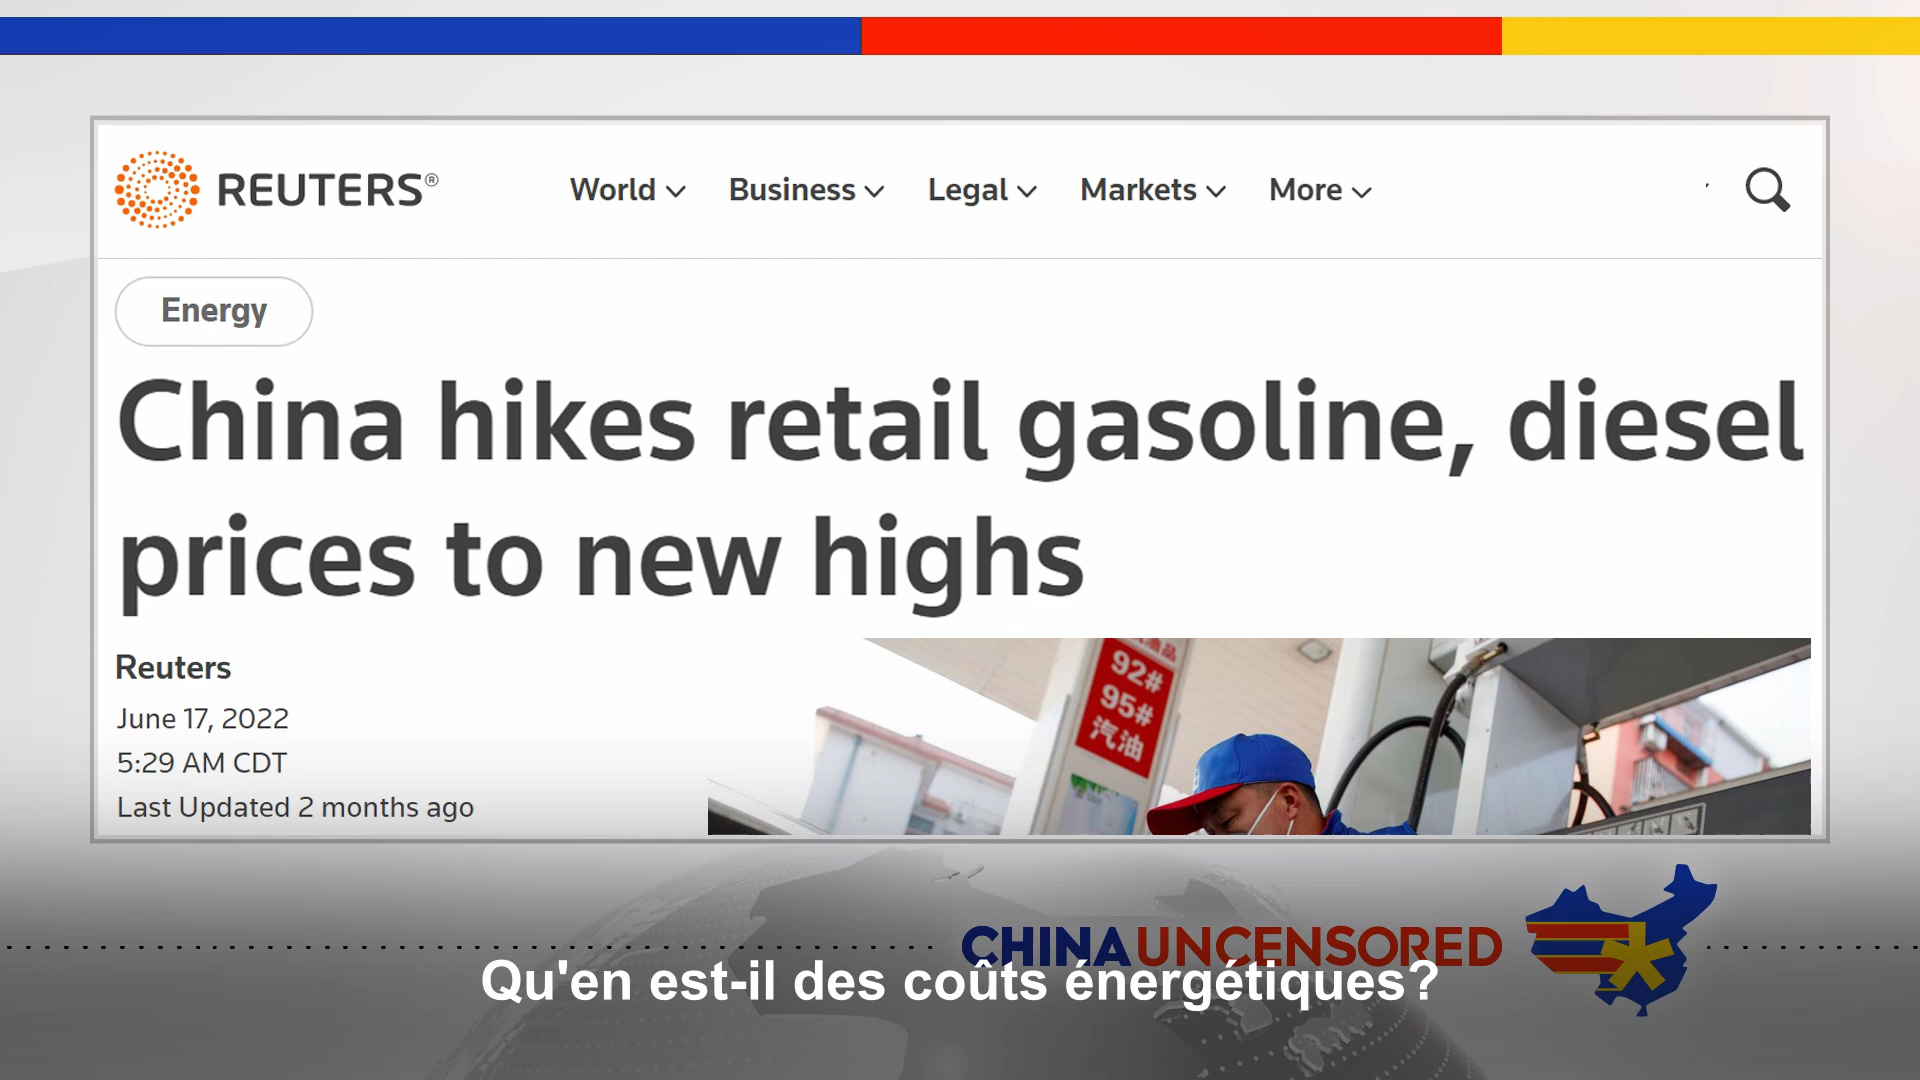 REUTERS®
World
Business
Legal
Markets
More
Energy
China hikes retail gasoline, diesel
prices to new highs
Reuters
June 17, 2022
5:29 AM CDT
Last Updated 2 months ago
92#
95#
汽油
CHINA UNCENSORED
Qu'en est-il des coûts énergétiques?